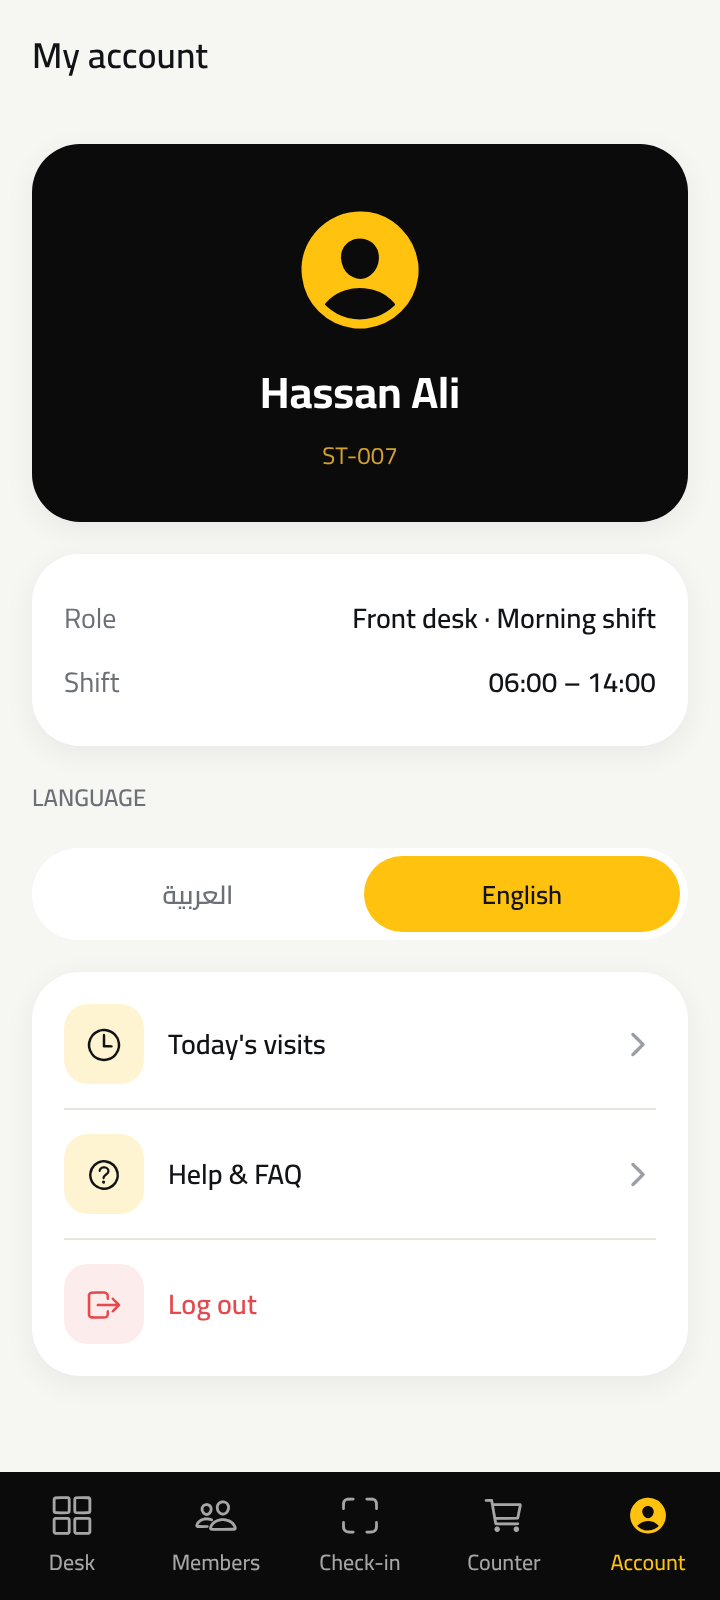 My account
Hassan Ali
ST-007
Role
Front desk · Morning shift
Shift
06:00 – 14:00
LANGUAGE
العربية
English
Today's visits
Help & FAQ
Log out
Desk
Members
Check-in
Counter
Account